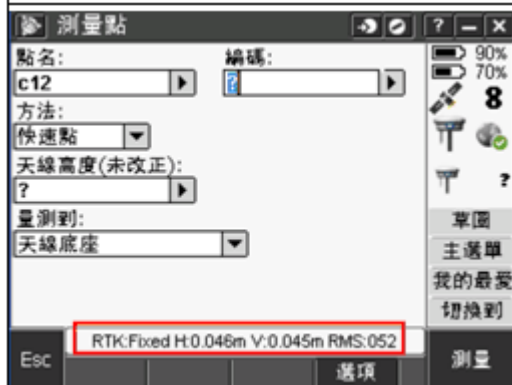 測量點
? — ×
點名:
編碼:
c12
?
方法:
快速點
天線高度(未改正):
?
量測到:
天線底座
90%
70%
8
?
草圖
主選單
我的最愛
切換到
RTK:Fixed H:0.046m V:0.045m RMS:052
Esc
選項
測量